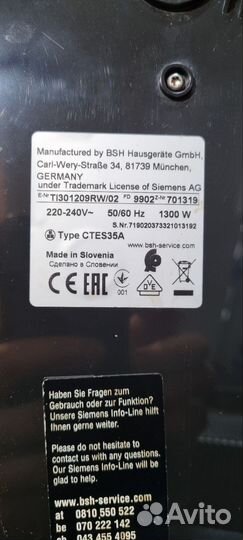 Manufactured by BSH Hausgeräte GmbH,
Carl-Wery-Straße 34, 81739 München,
GERMANY
under Trademark License of Siemens AG
E-Nr TI301209RW/02 FD 9902 Z-Nr 701319
220-240V~ 50/60 Hz 1300 W
S.Nr.719020373321013192
Type CTES35A
www.bsh-service.com
Made in Slovenia
Сделано в Словении
CE EAC 001 DVE
Haben Sie Fragen zum
Gebrauch oder zur Funktion?
Unsere Siemens Info-Line hilft
Ihnen gerne weiter.
Please do not hesitate to
contact us with any questions.
Our Siemens Info-Line will be
glad to help.
www.bsh-service.com
at 0810 550 522
be 070 222 142
ch 043 455 4095
Avito